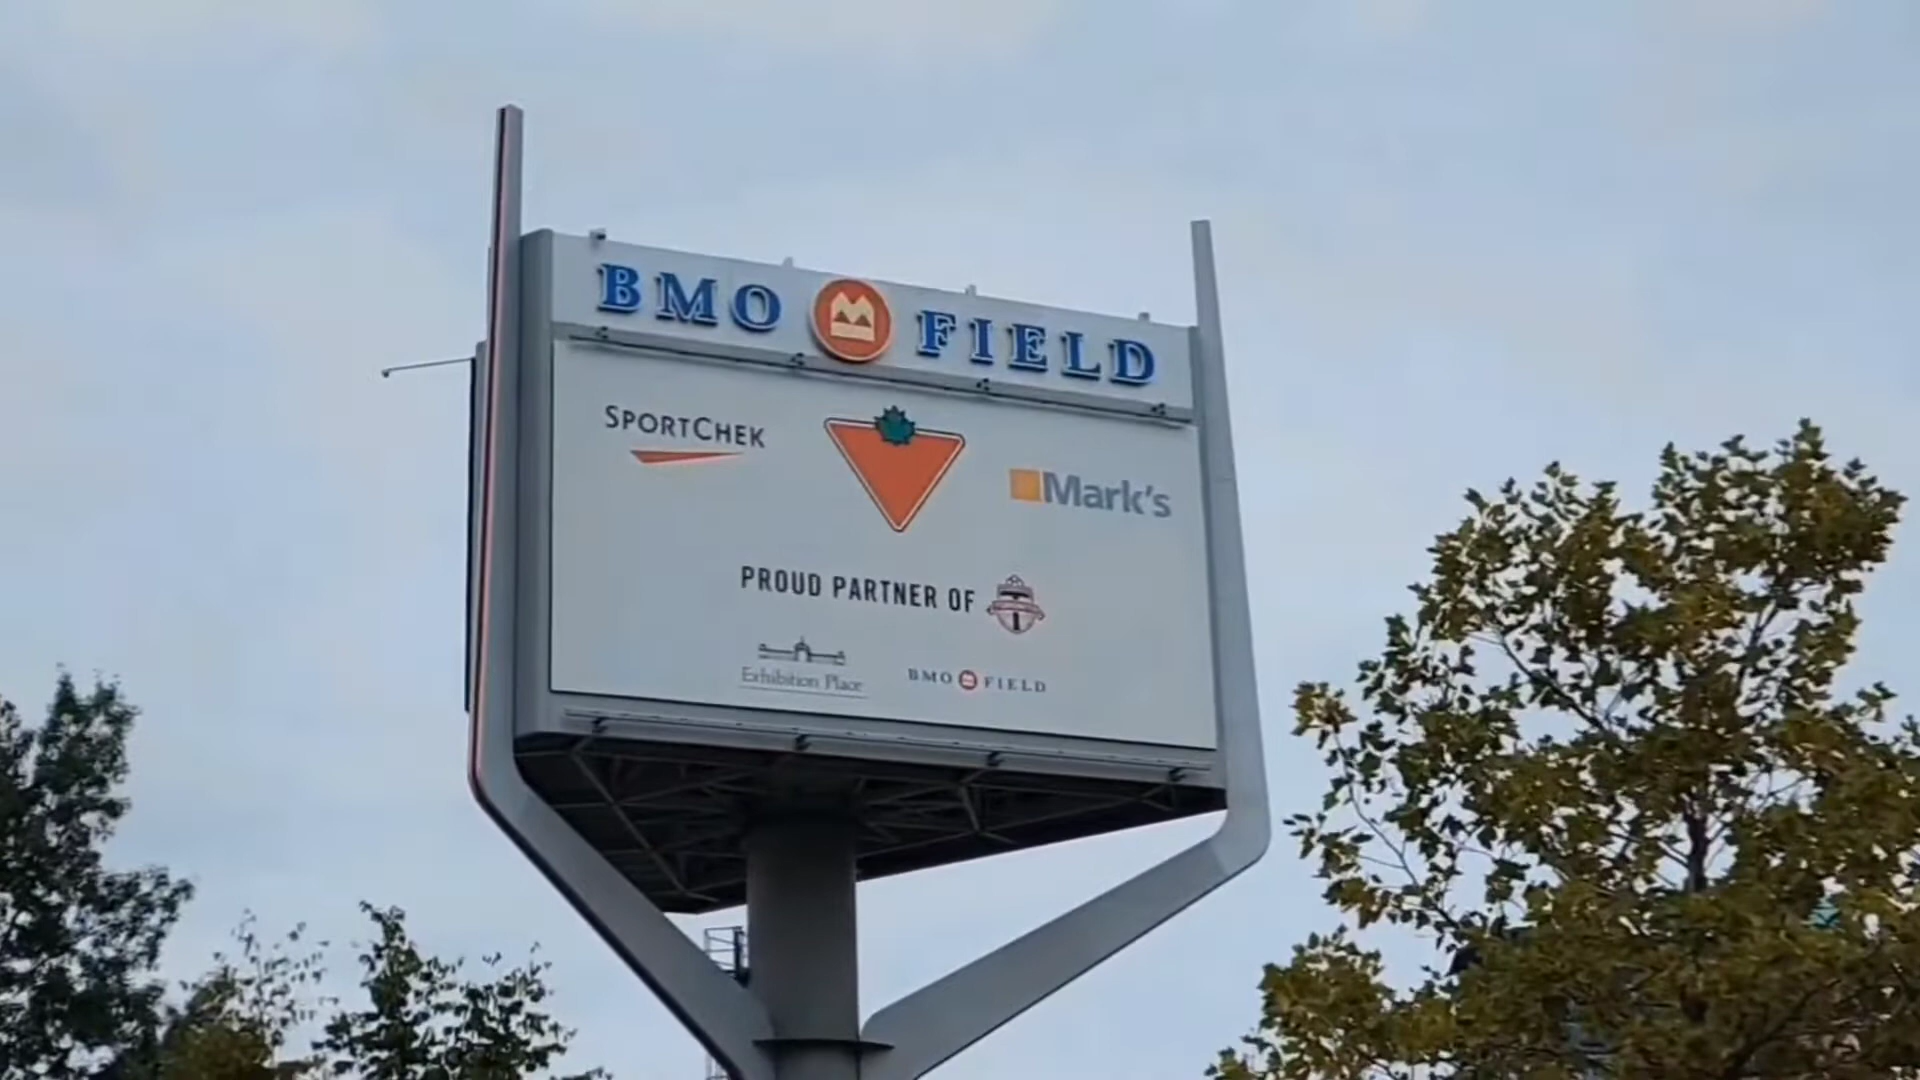 BMO FIELD
SPORTCHEK
Mark's
PROUD PARTNER OF
Exhibition Place
BMO FIELD